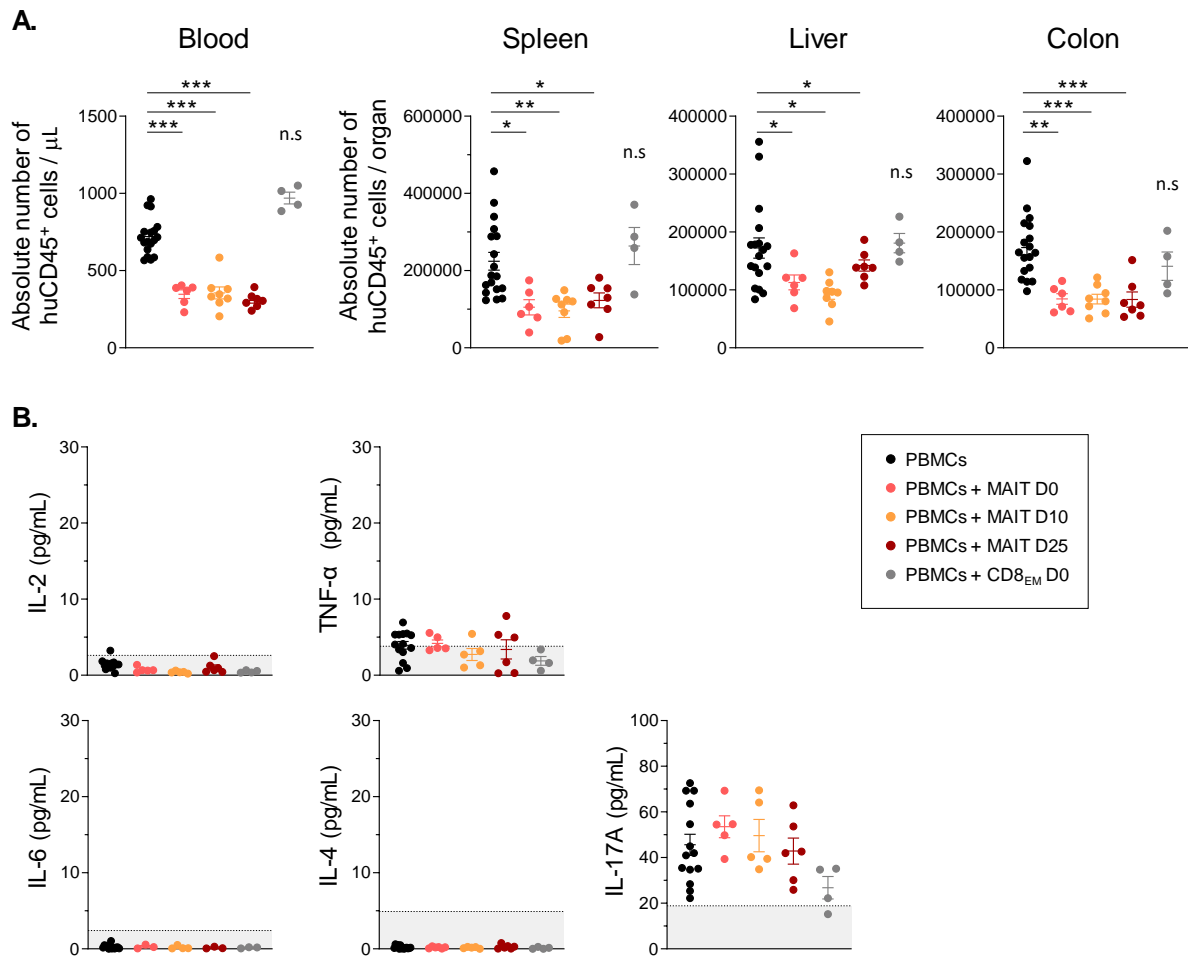 A.
Blood
Spleen
Liver
Colon
Absolute number of
huCD45⁺ cells / μL
1500
1000
500
0
***
***
***
n.s
Absolute number of
huCD45⁺ cells / organ
600000
400000
200000
0
*
**
*
n.s
400000
300000
200000
100000
0
*
*
*
n.s
400000
300000
200000
100000
0
***
***
**
n.s
B.
IL-2 (pg/mL)
30
20
10
0
TNF-α (pg/mL)
30
20
10
0
PBMCs
PBMCs + MAIT D0
PBMCs + MAIT D10
PBMCs + MAIT D25
PBMCs + CD8EM D0
IL-6 (pg/mL)
30
20
10
0
IL-4 (pg/mL)
30
20
10
0
IL-17A (pg/mL)
100
80
60
40
20
0